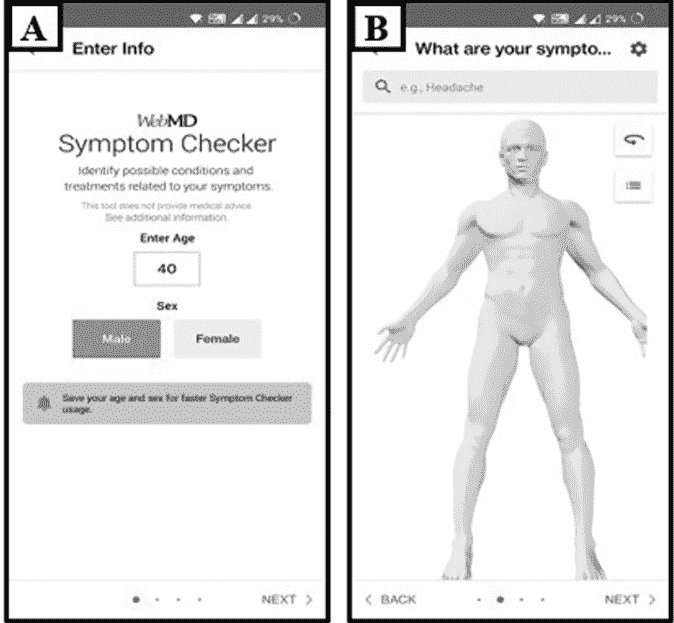 A
29%
Enter Info
WebMD
Symptom Checker
Identify possible conditions and
treatments related to your symptoms.
This tool does not provide medical advice
See additional information.
Enter Age
40
Sex
Male
Female
Save your age and sex for faster Symptom Checker
usage.
NEXT >
B
29%
What are your sympto...
e.g., Headache
< BACK
NEXT >